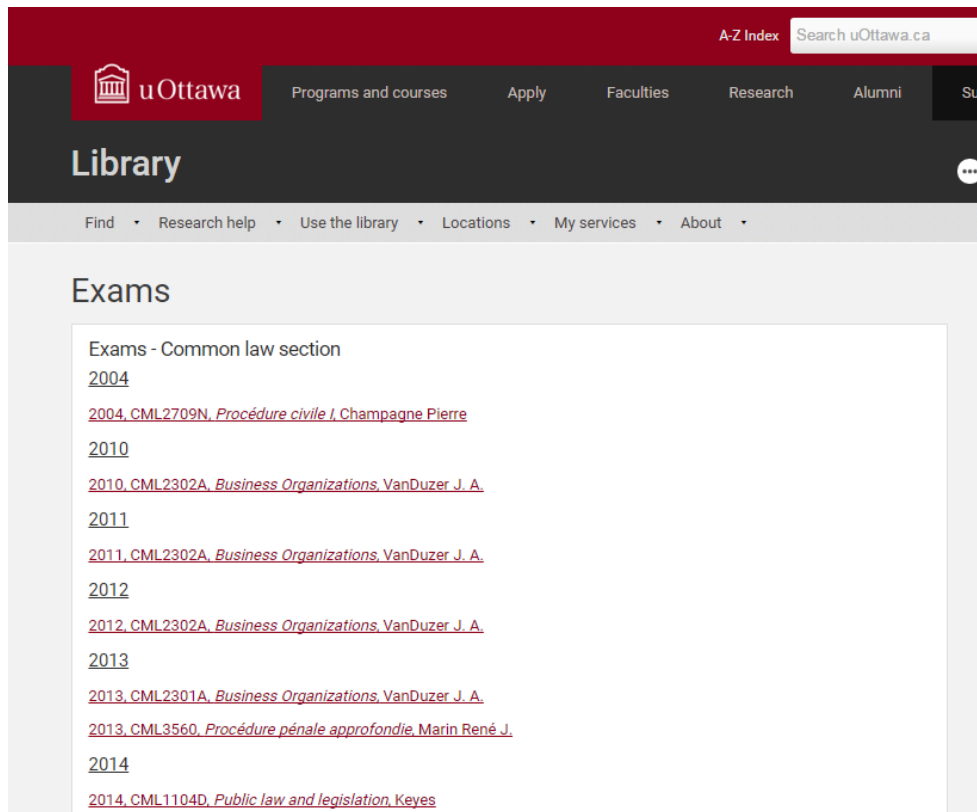 A-Z Index Search uOttawa.ca
uOttawa Programs and courses Apply Faculties Research Alumni Su
Library
Find Research help Use the library Locations My services About
Exams
Exams - Common law section
2004
2004, CML2709N, Procédure civile I, Champagne Pierre
2010
2010, CML2302A, Business Organizations, VanDuzer J. A.
2011
2011, CML2302A, Business Organizations, VanDuzer J. A.
2012
2012, CML2302A, Business Organizations, VanDuzer J. A.
2013
2013, CML2301A, Business Organizations, VanDuzer J. A.
2013, CML3560, Procédure pénale approfondie, Marin René J.
2014
2014, CML1104D, Public law and legislation, Keyes